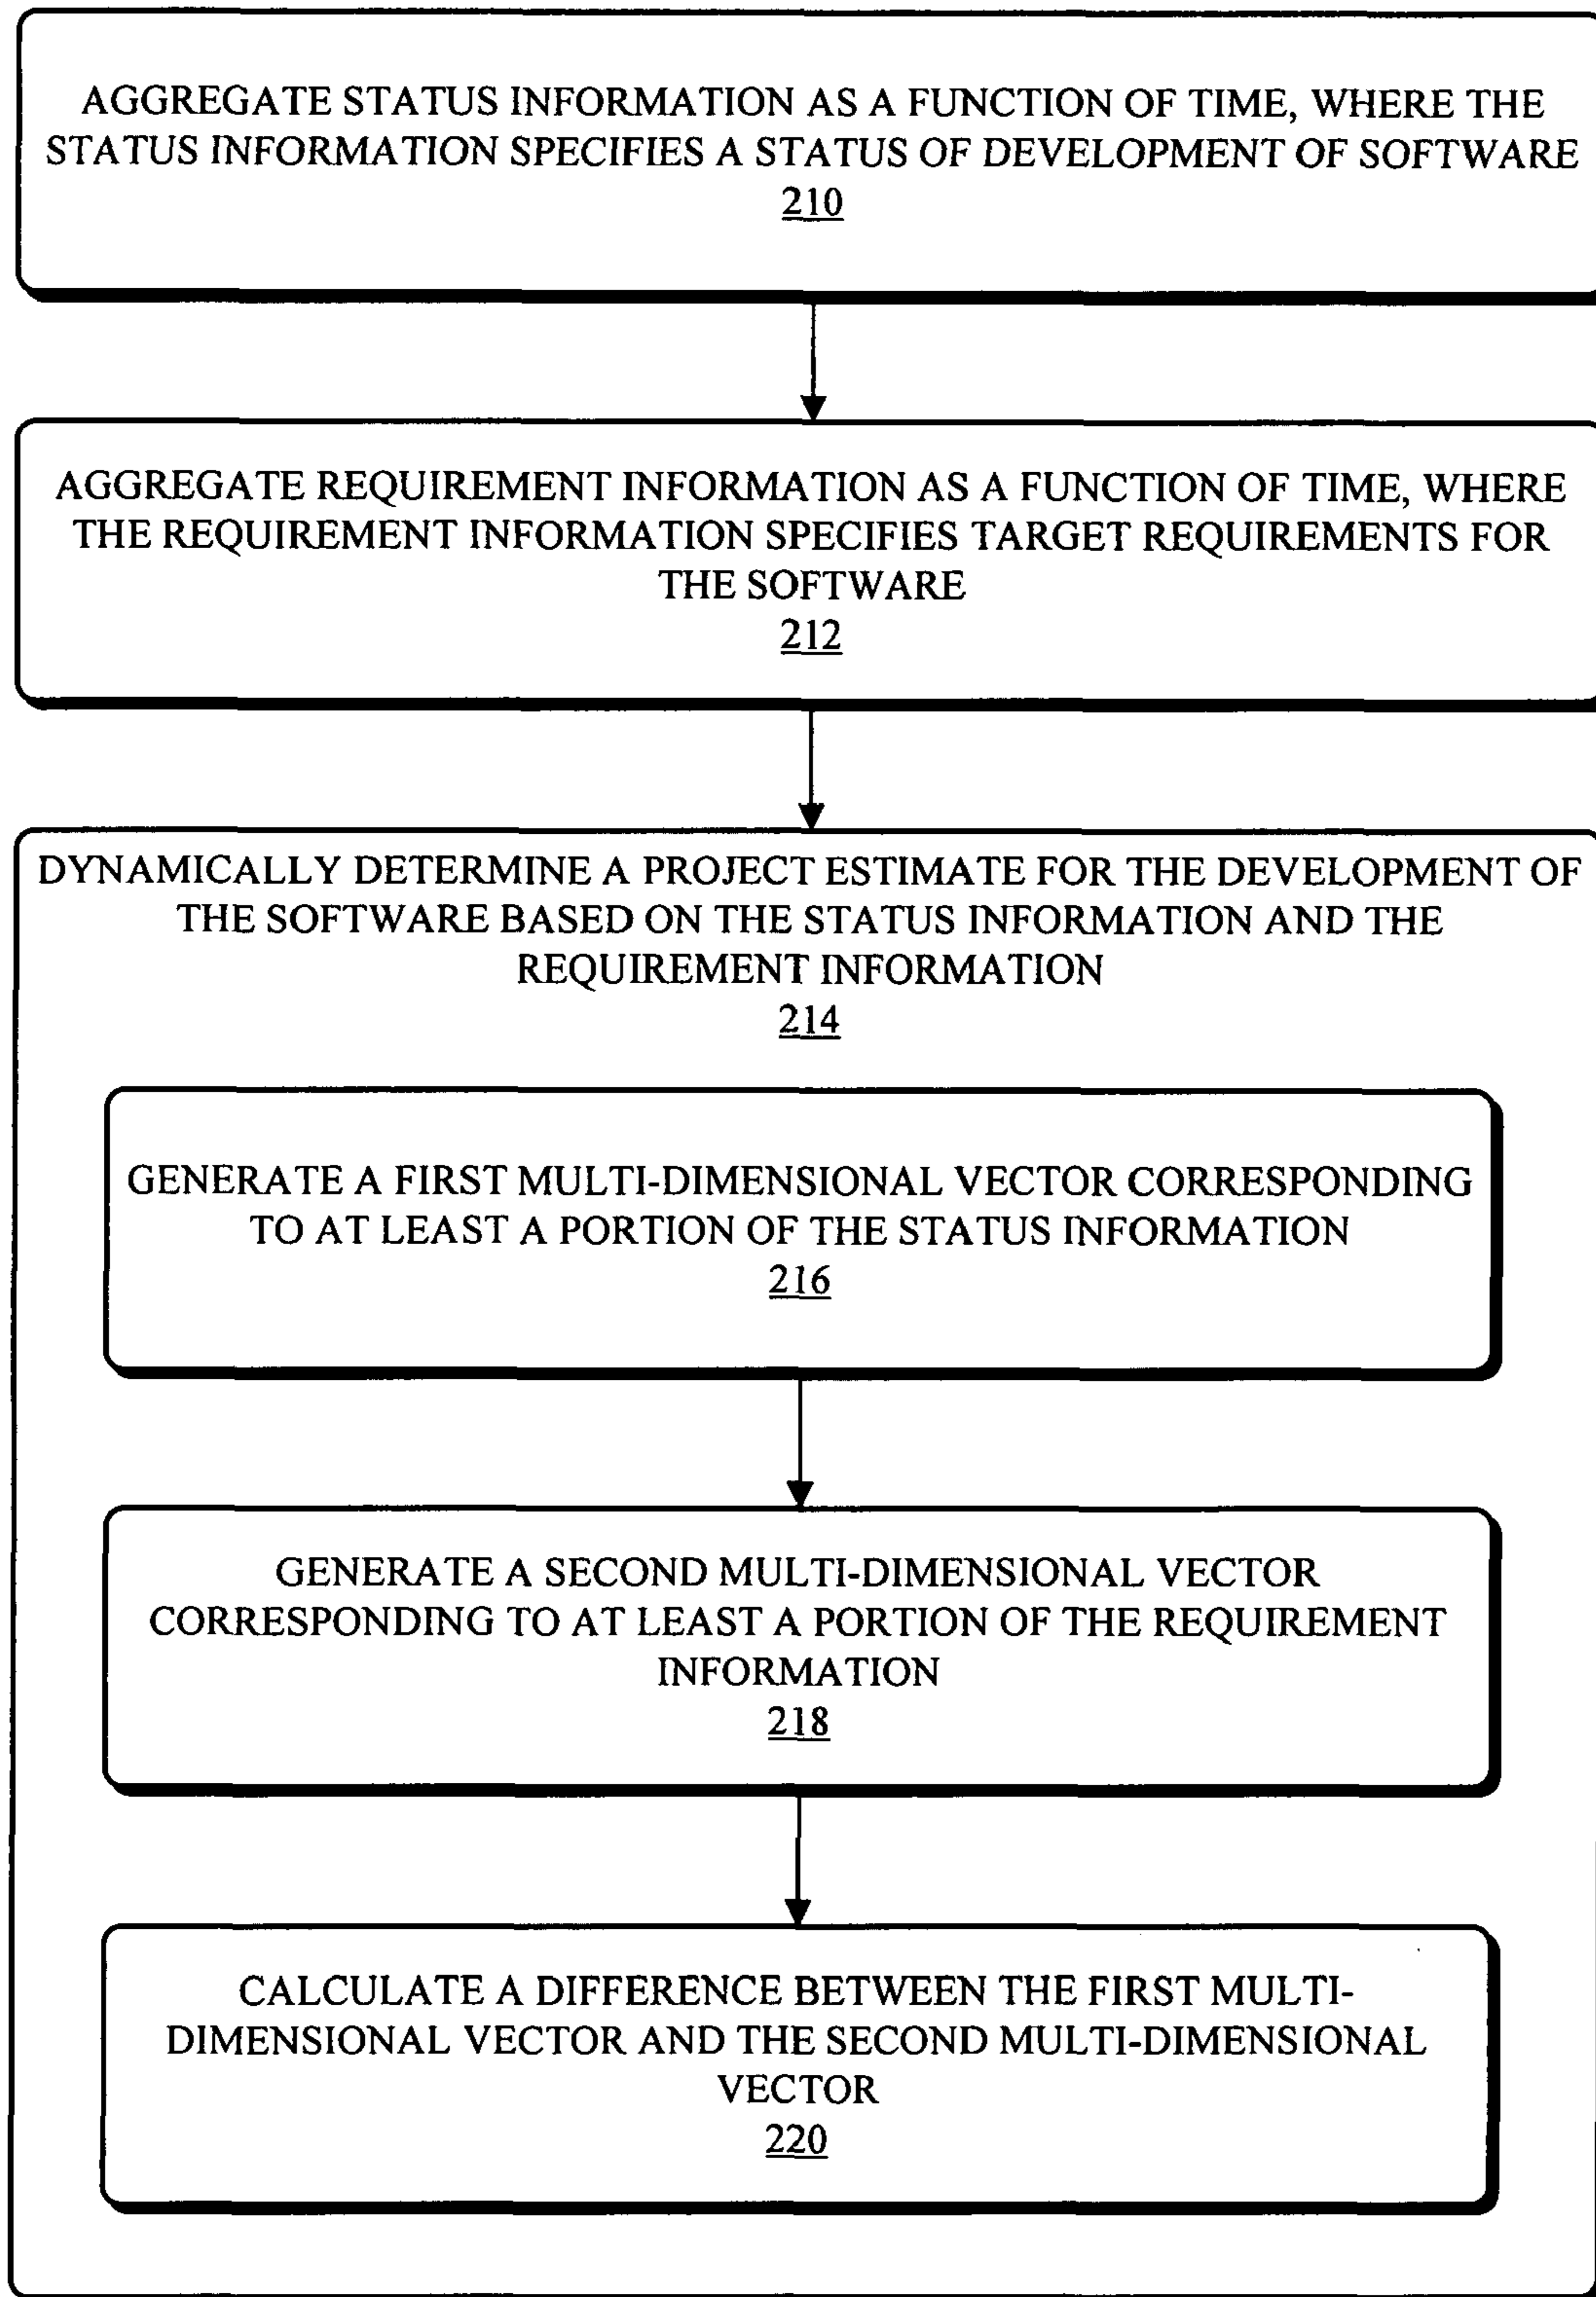 AGGREGATE STATUS INFORMATION AS A FUNCTION OF TIME, WHERE THE
STATUS INFORMATION SPECIFIES A STATUS OF DEVELOPMENT OF SOFTWARE
210
AGGREGATE REQUIREMENT INFORMATION AS A FUNCTION OF TIME, WHERE
THE REQUIREMENT INFORMATION SPECIFIES TARGET REQUIREMENTS FOR
THE SOFTWARE
212
DYNAMICALLY DETERMINE A PROJECT ESTIMATE FOR THE DEVELOPMENT OF
THE SOFTWARE BASED ON THE STATUS INFORMATION AND THE
REQUIREMENT INFORMATION
214
GENERATE A FIRST MULTI-DIMENSIONAL VECTOR CORRESPONDING
TO AT LEAST A PORTION OF THE STATUS INFORMATION
216
GENERATE A SECOND MULTI-DIMENSIONAL VECTOR
CORRESPONDING TO AT LEAST A PORTION OF THE REQUIREMENT
INFORMATION
218
CALCULATE A DIFFERENCE BETWEEN THE FIRST MULTI-
DIMENSIONAL VECTOR AND THE SECOND MULTI-DIMENSIONAL
VECTOR
220